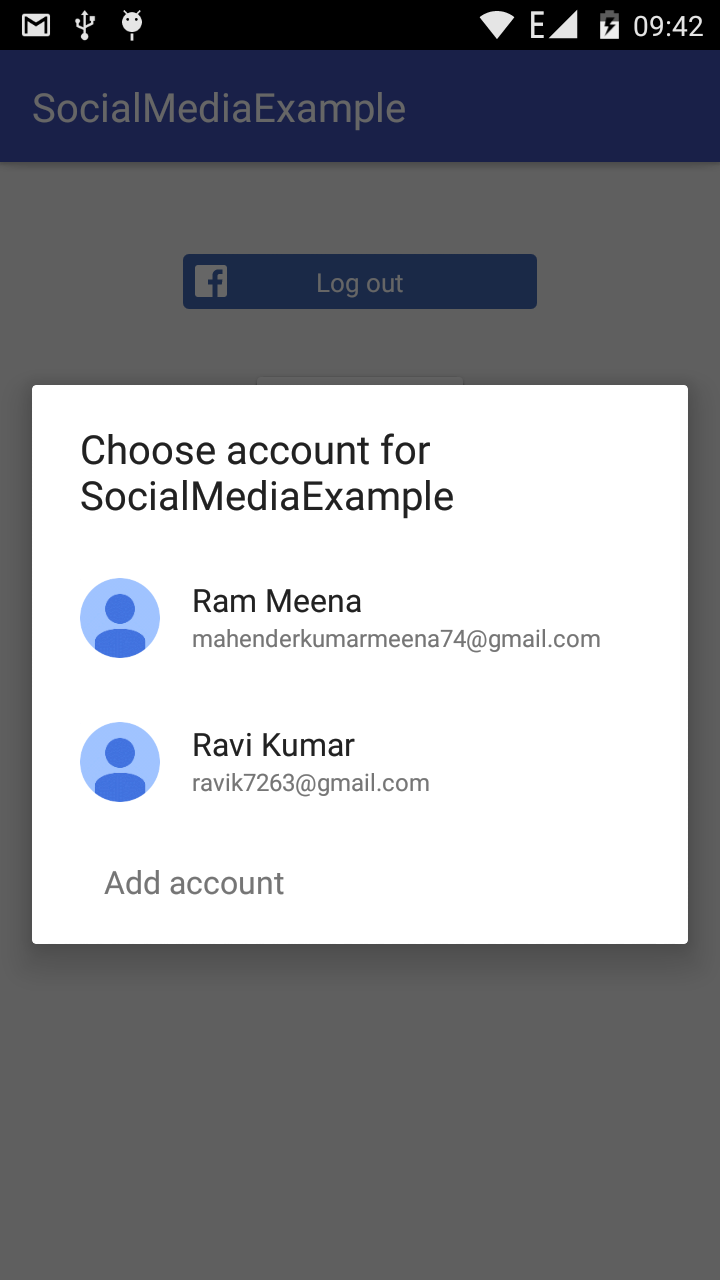 E 09:42
SocialMediaExample
Log out
Choose account for
SocialMediaExample
Ram Meena
mahenderkumarmeena74@gmail.com
Ravi Kumar
ravik7263@gmail.com
Add account